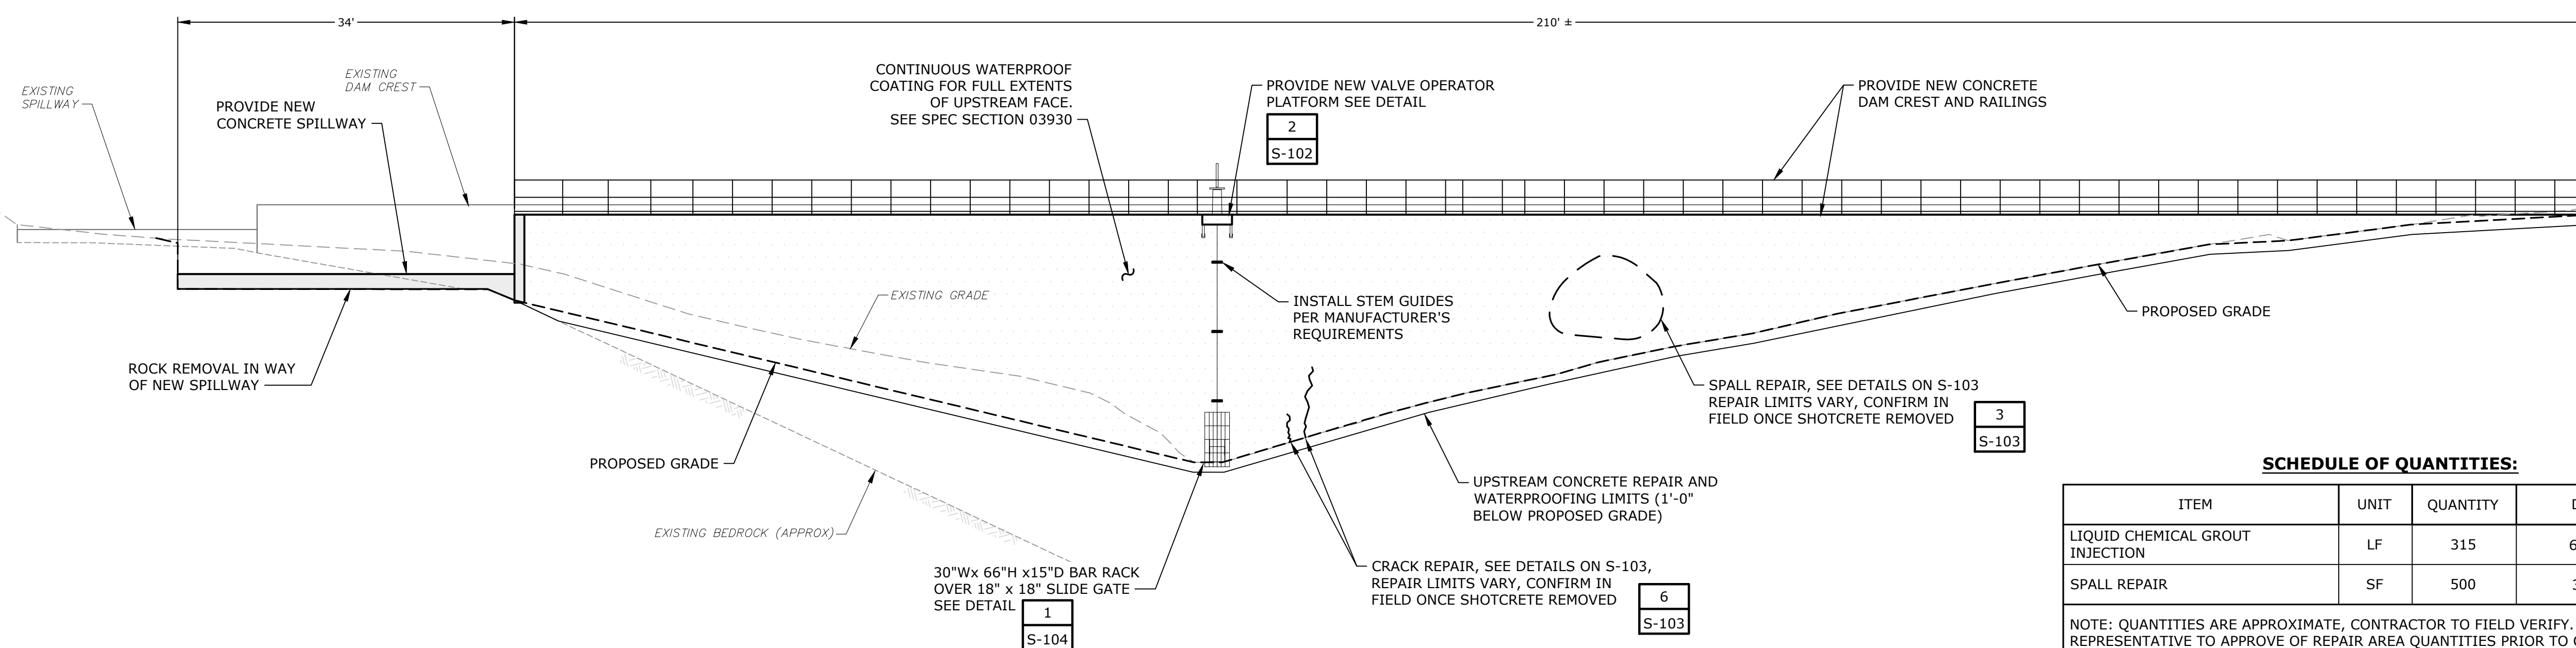 34'
210' ±
EXISTING
SPILLWAY
EXISTING
DAM CREST
PROVIDE NEW
CONCRETE SPILLWAY
CONTINUOUS WATERPROOF
COATING FOR FULL EXTENTS
OF UPSTREAM FACE.
SEE SPEC SECTION 03930
PROVIDE NEW VALVE OPERATOR
PLATFORM SEE DETAIL
2
S-102
PROVIDE NEW CONCRETE
DAM CREST AND RAILINGS
EXISTING GRADE
INSTALL STEM GUIDES
PER MANUFACTURER'S
REQUIREMENTS
PROPOSED GRADE
ROCK REMOVAL IN WAY
OF NEW SPILLWAY
SPALL REPAIR, SEE DETAILS ON S-103
REPAIR LIMITS VARY, CONFIRM IN
FIELD ONCE SHOTCRETE REMOVED
3
S-103
PROPOSED GRADE
EXISTING BEDROCK (APPROX)
UPSTREAM CONCRETE REPAIR AND
WATERPROOFING LIMITS (1'-0"
BELOW PROPOSED GRADE)
30"Wx 66"H x15"D BAR RACK
OVER 18" x 18" SLIDE GATE
SEE DETAIL
1
S-104
CRACK REPAIR, SEE DETAILS ON S-103,
REPAIR LIMITS VARY, CONFIRM IN
FIELD ONCE SHOTCRETE REMOVED
6
S-103
SCHEDULE OF QUANTITIES:
ITEM UNIT QUANTITY
LIQUID CHEMICAL GROUT
INJECTION LF 315
SPALL REPAIR SF 500
NOTE: QUANTITIES ARE APPROXIMATE, CONTRACTOR TO FIELD VERIFY.
REPRESENTATIVE TO APPROVE OF REPAIR AREA QUANTITIES PRIOR TO